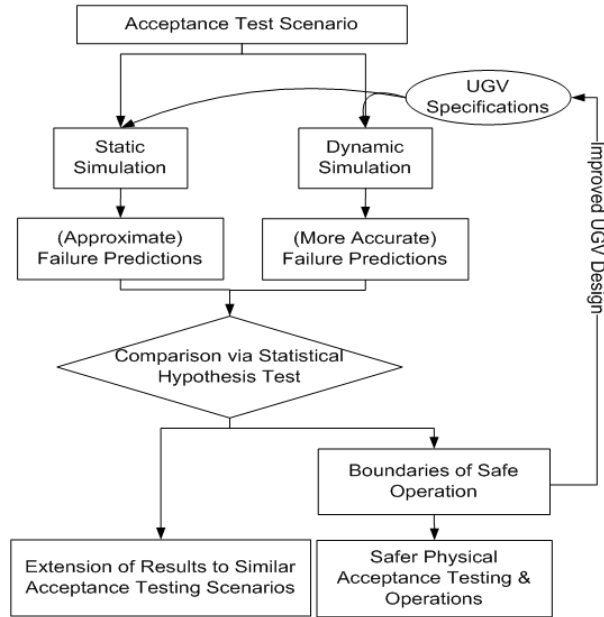 Acceptance Test Scenario
UGV
Specifications
Static
Simulation
Dynamic
Simulation
(Approximate)
Failure Predictions
(More Accurate)
Failure Predictions
Improved UGV Design
Comparison via Statistical
Hypothesis Test
Boundaries of Safe
Operation
Extension of Results to Similar
Acceptance Testing Scenarios
Safer Physical
Acceptance Testing &
Operations